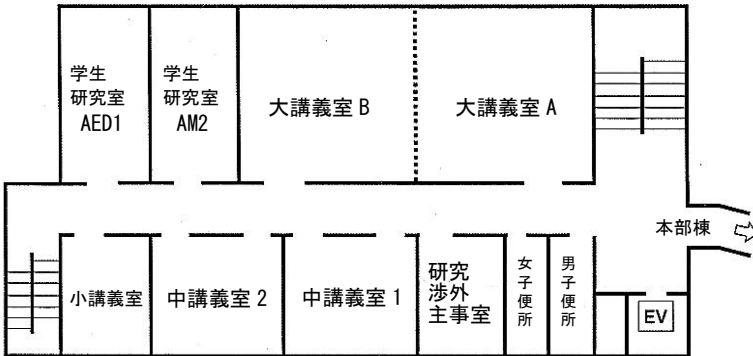 学生
研究室
AED1
学生
研究室
AM2
大講義室 B
大講義室 A
本部棟
小講義室
中講義室 2
中講義室 1
研究
渉外
主事室
女子便所
男子便所
EV